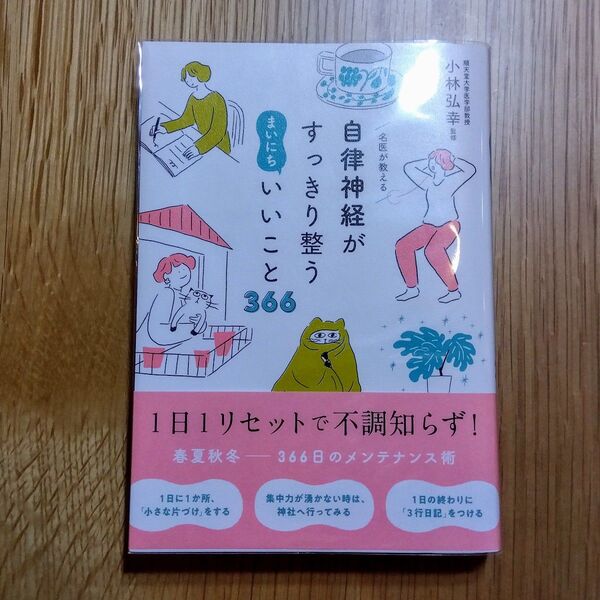 順天堂大学医学部教授
小林弘幸 監修
名医が教える
自律神経が
すっきり整う
まいにち
いいこと
366
1日1リセットで不調知らず!
春夏秋冬――366日のメンテナンス術
1日に1か所、
「小さな片づけ」をする
集中力が湧かない時は、
神社へ行ってみる
1日の終わりに
「3行日記」をつける